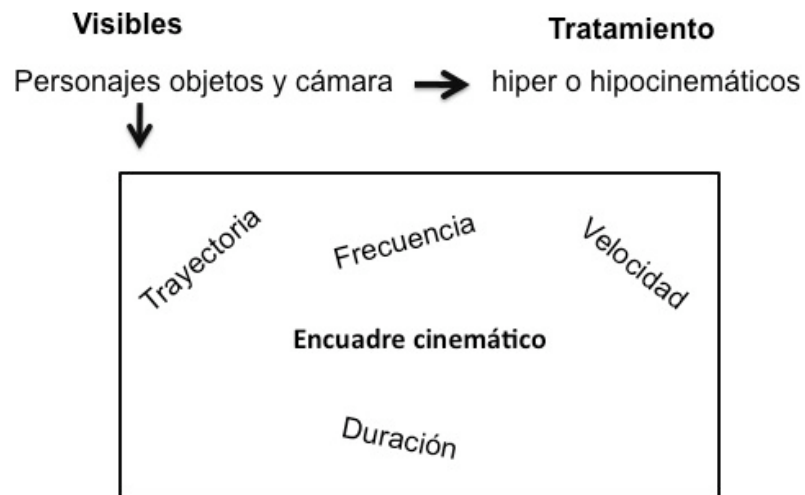 Visibles
Tratamiento
Personajes objetos y cámara
hiper o hipocinemáticos
Trayectoria
Frecuencia
Velocidad
Encuadre cinemático
Duración